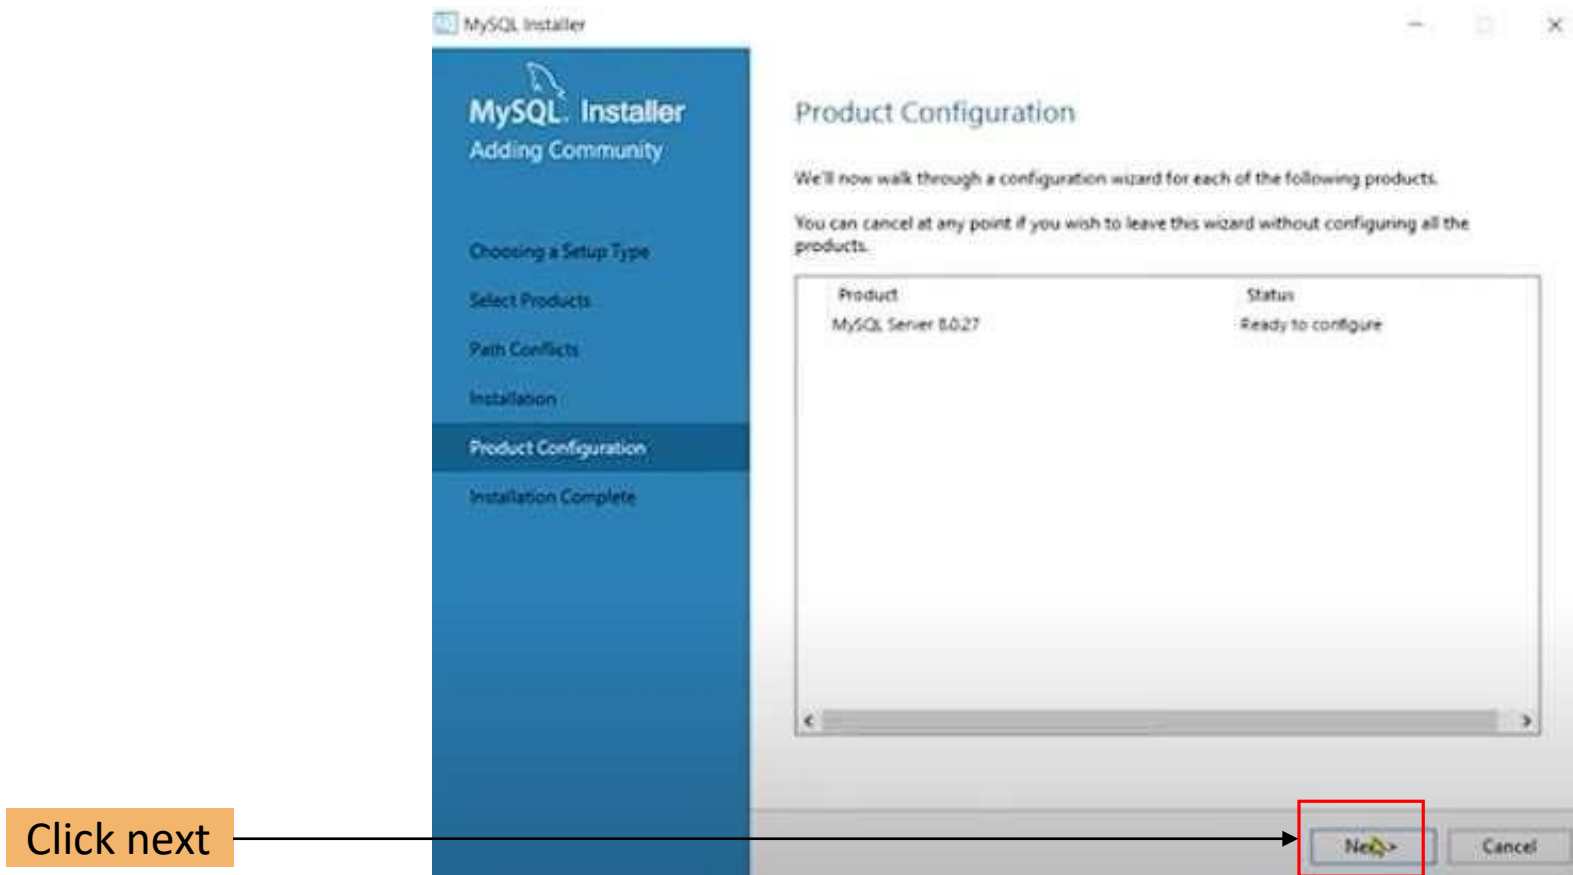 MySQL Installer
MySQL. Installer
Adding Community
Choosing a Setup Type
Select Products
Path Conflicts
Installation
Product Configuration
Installation Complete
Product Configuration
We'll now walk through a configuration wizard for each of the following products.
You can cancel at any point if you wish to leave this wizard without configuring all the
products.
Product Status
MySQL Server 8.0.27 Ready to configure
Click next
Next > Cancel